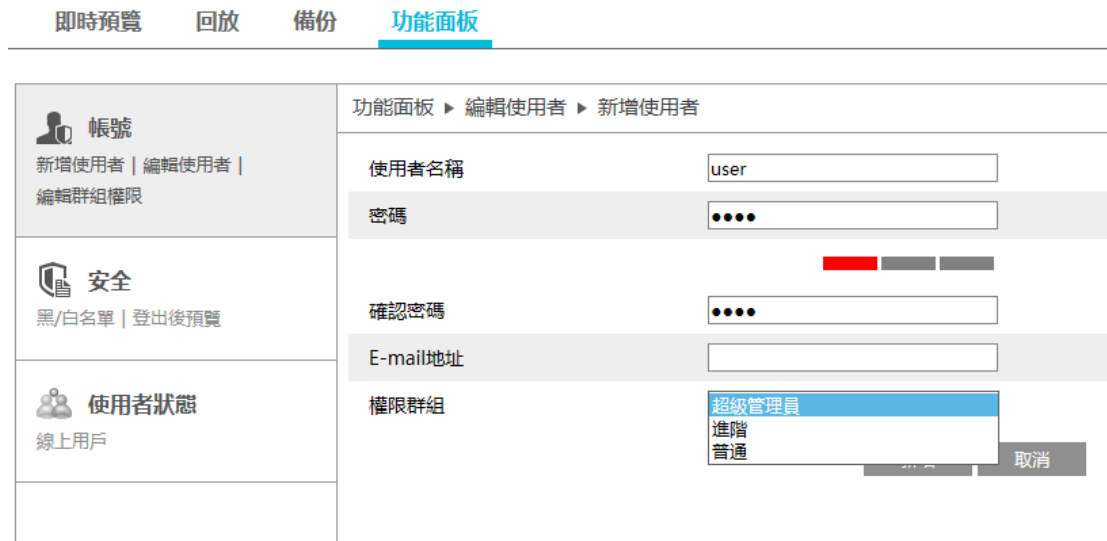 即時預覽 回放 備份 功能面板
帳號
新增使用者 | 編輯使用者 |
編輯群組權限
安全
黑/白名單 | 登出後預覽
使用者狀態
線上用戶
功能面板 ▶ 編輯使用者 ▶ 新增使用者
使用者名稱 user
密碼 ●●●●
確認密碼 ●●●●
E-mail地址
權限群組 超級管理員
進階
普通
取消